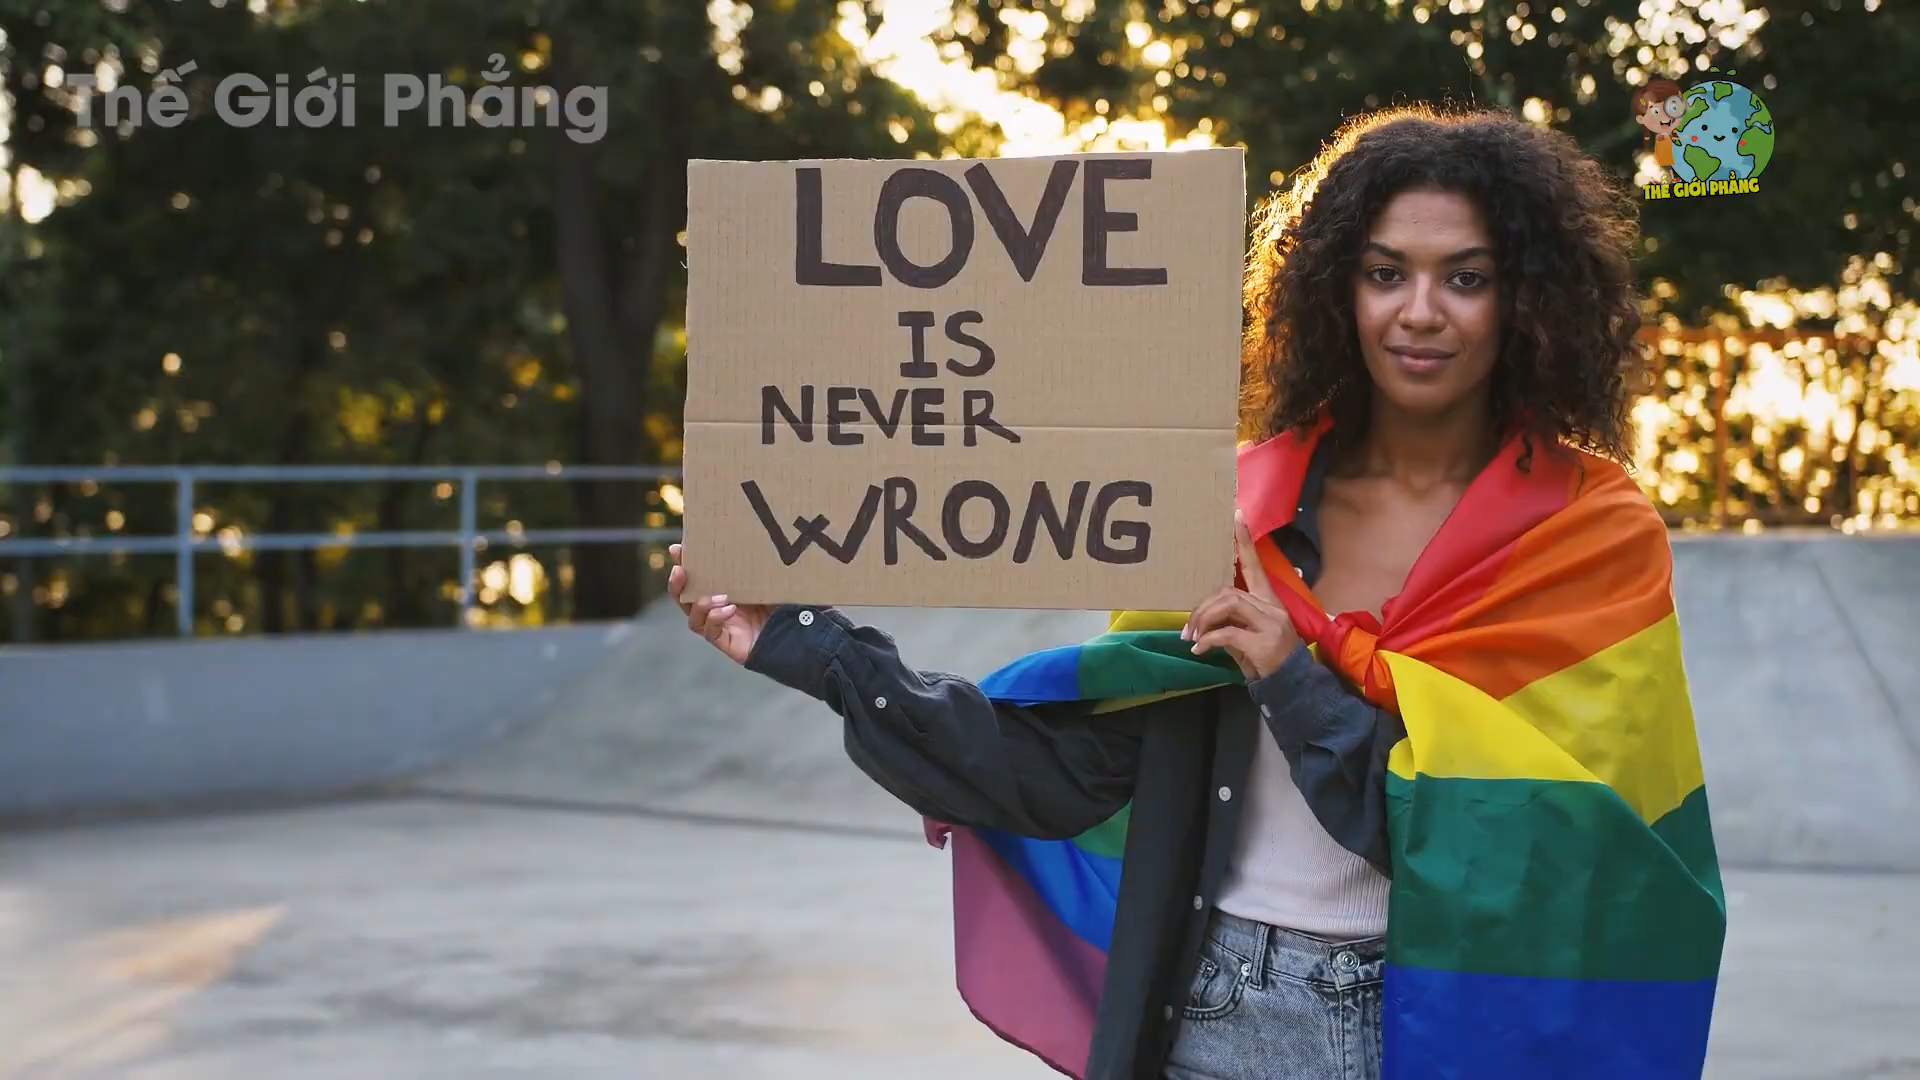 Thế Giới Phẳng
LOVE
IS
NEVER
WRONG
THẾ GIỚI PHẲNG